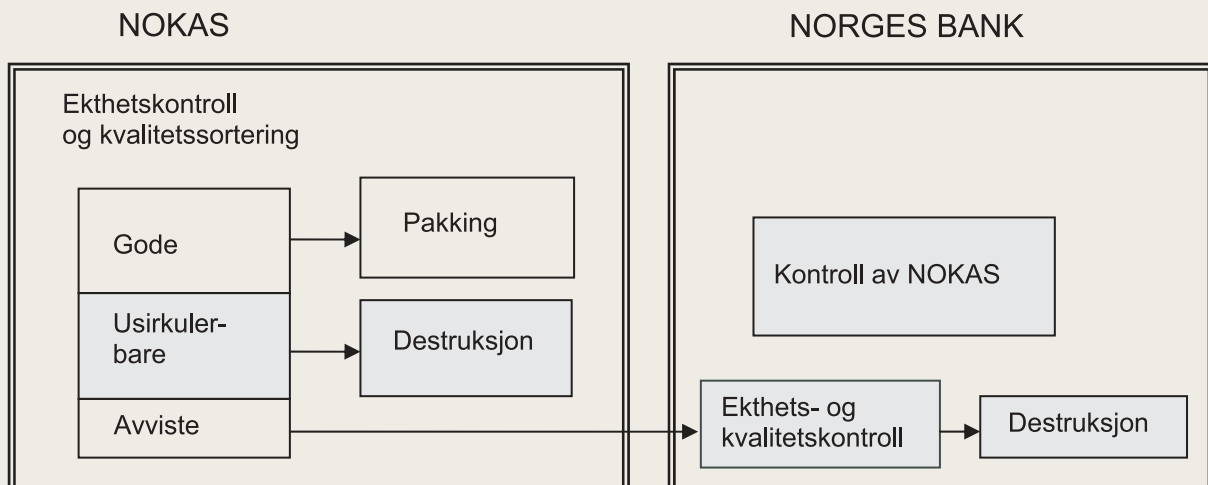 NOKAS
Ekthetskontroll
og kvalitetssortering
Gode
Pakking
Usirkuler-
bare
Destruksjon
Avviste
NORGES BANK
Kontroll av NOKAS
Ekthets- og
kvalitetskontroll
Destruksjon